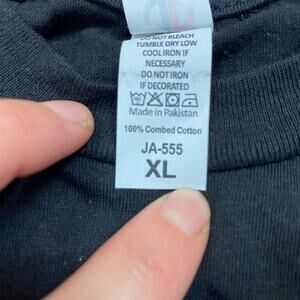 DO NOT BLEACH
TUMBLE DRY LOW
COOL IRON IF
NECESSARY
DO NOT IRON
IF DECORATED
Made in Pakistan
100% Combed Cotton
JA-555
XL